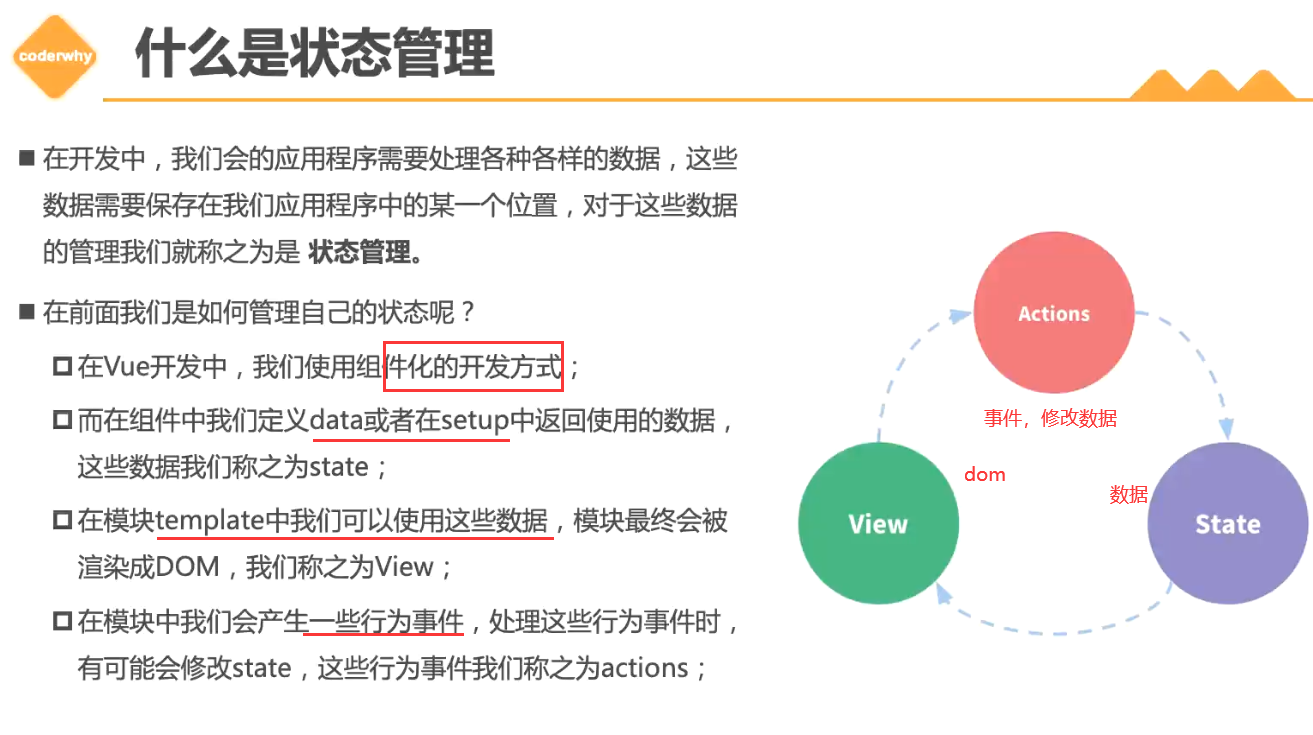 coderwhy
什么是状态管理
在开发中，我们会的应用程序需要处理各种各样的数据，这些
数据需要保存在我们应用程序中的某一个位置，对于这些数据
的管理我们就称之为是 状态管理。
在前面我们是如何管理自己的状态呢？
在Vue开发中，我们使用组件化的开发方式；
而在组件中我们定义data或者在setup中返回使用的数据，
这些数据我们称之为state；
在模块template中我们可以使用这些数据，模块最终会被
渲染成DOM，我们称之为View；
在模块中我们会产生一些行为事件，处理这些行为事件时，
有可能会修改state，这些行为事件我们称之为actions；
Actions
事件，修改数据
dom
数据
View
State